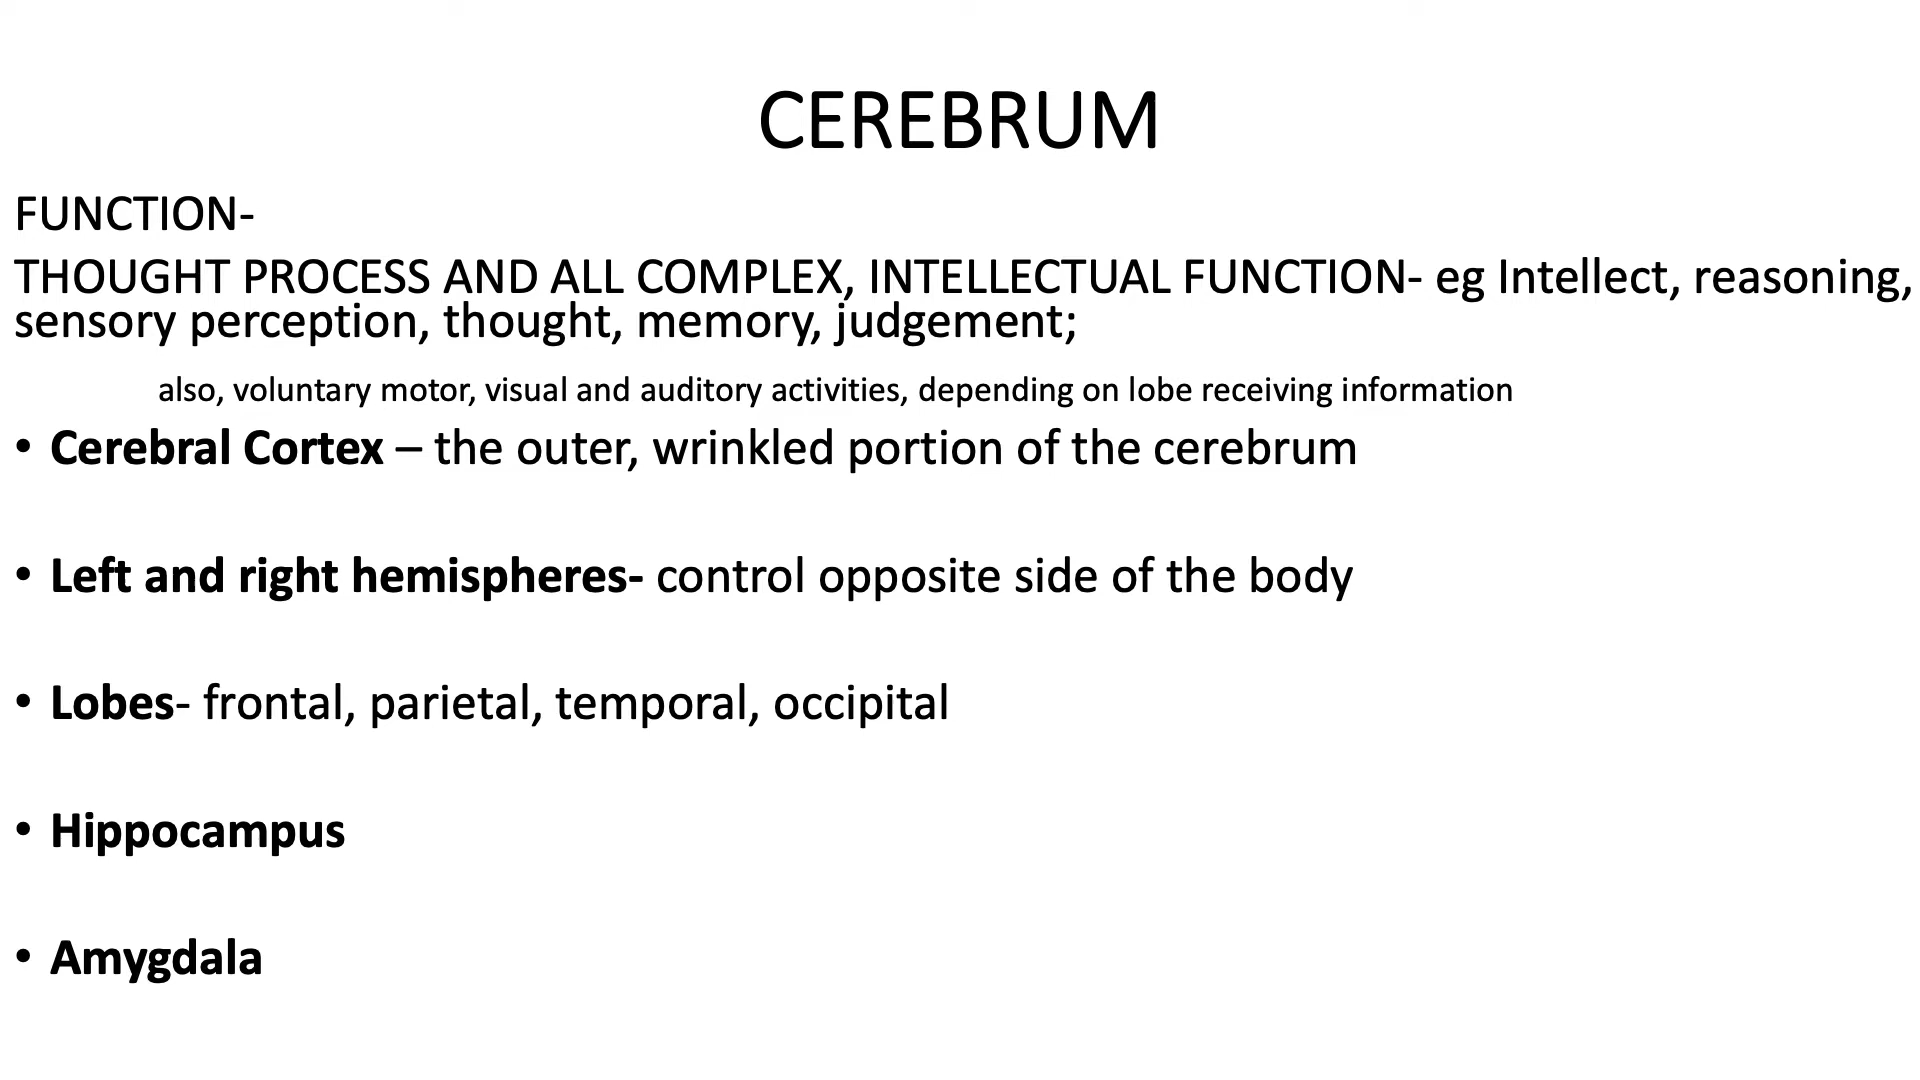 CEREBRUM
FUNCTION-
THOUGHT PROCESS AND ALL COMPLEX, INTELLECTUAL FUNCTION- eg Intellect, reasoning,
sensory perception, thought, memory, judgement;
also, voluntary motor, visual and auditory activities, depending on lobe receiving information
• Cerebral Cortex – the outer, wrinkled portion of the cerebrum
• Left and right hemispheres- control opposite side of the body
• Lobes- frontal, parietal, temporal, occipital
• Hippocampus
• Amygdala